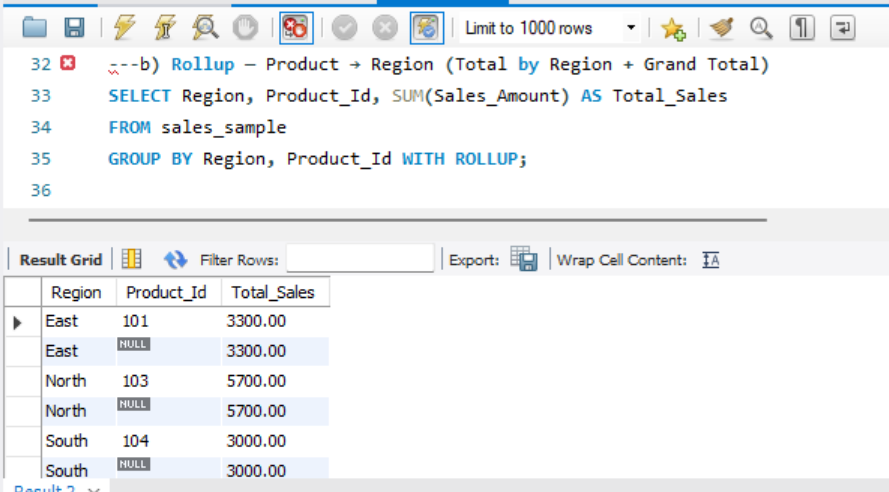 Limit to 1000 rows
32 ---b) Rollup – Product → Region (Total by Region + Grand Total)
33 SELECT Region, Product_Id, SUM(Sales_Amount) AS Total_Sales
34 FROM sales_sample
35 GROUP BY Region, Product_Id WITH ROLLUP;
36
Result Grid Filter Rows: Export: Wrap Cell Content: IA
Region Product_Id Total_Sales
East 101 3300.00
East NULL 3300.00
North 103 5700.00
North NULL 5700.00
South 104 3000.00
South NULL 3000.00